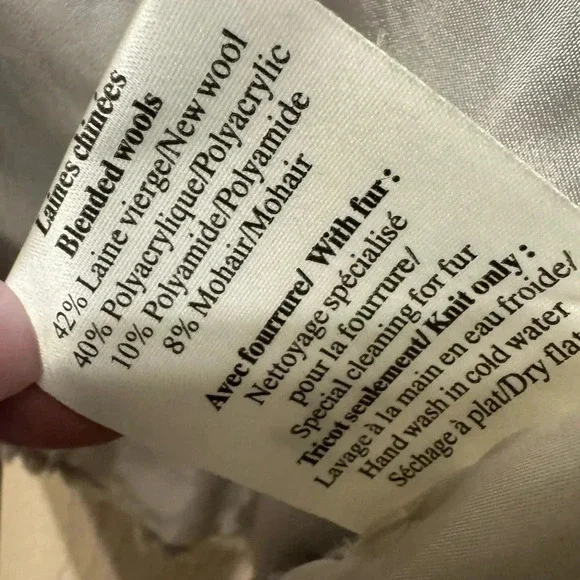 Laines chinées
Blended wools
42% Laine vierge/New wool
40% Polyacrylique/Polyacrylic
10% Polyamide/Polyamide
8% Mohair/Mohair
Avec fourrure/ With fur :
Nettoyage spécialisé
pour la fourrure/
Special cleaning for fur
Tricot seulement/ Knit only :
Lavage à la main en eau froide/
Hand wash in cold water
Séchage à plat/Dry flat